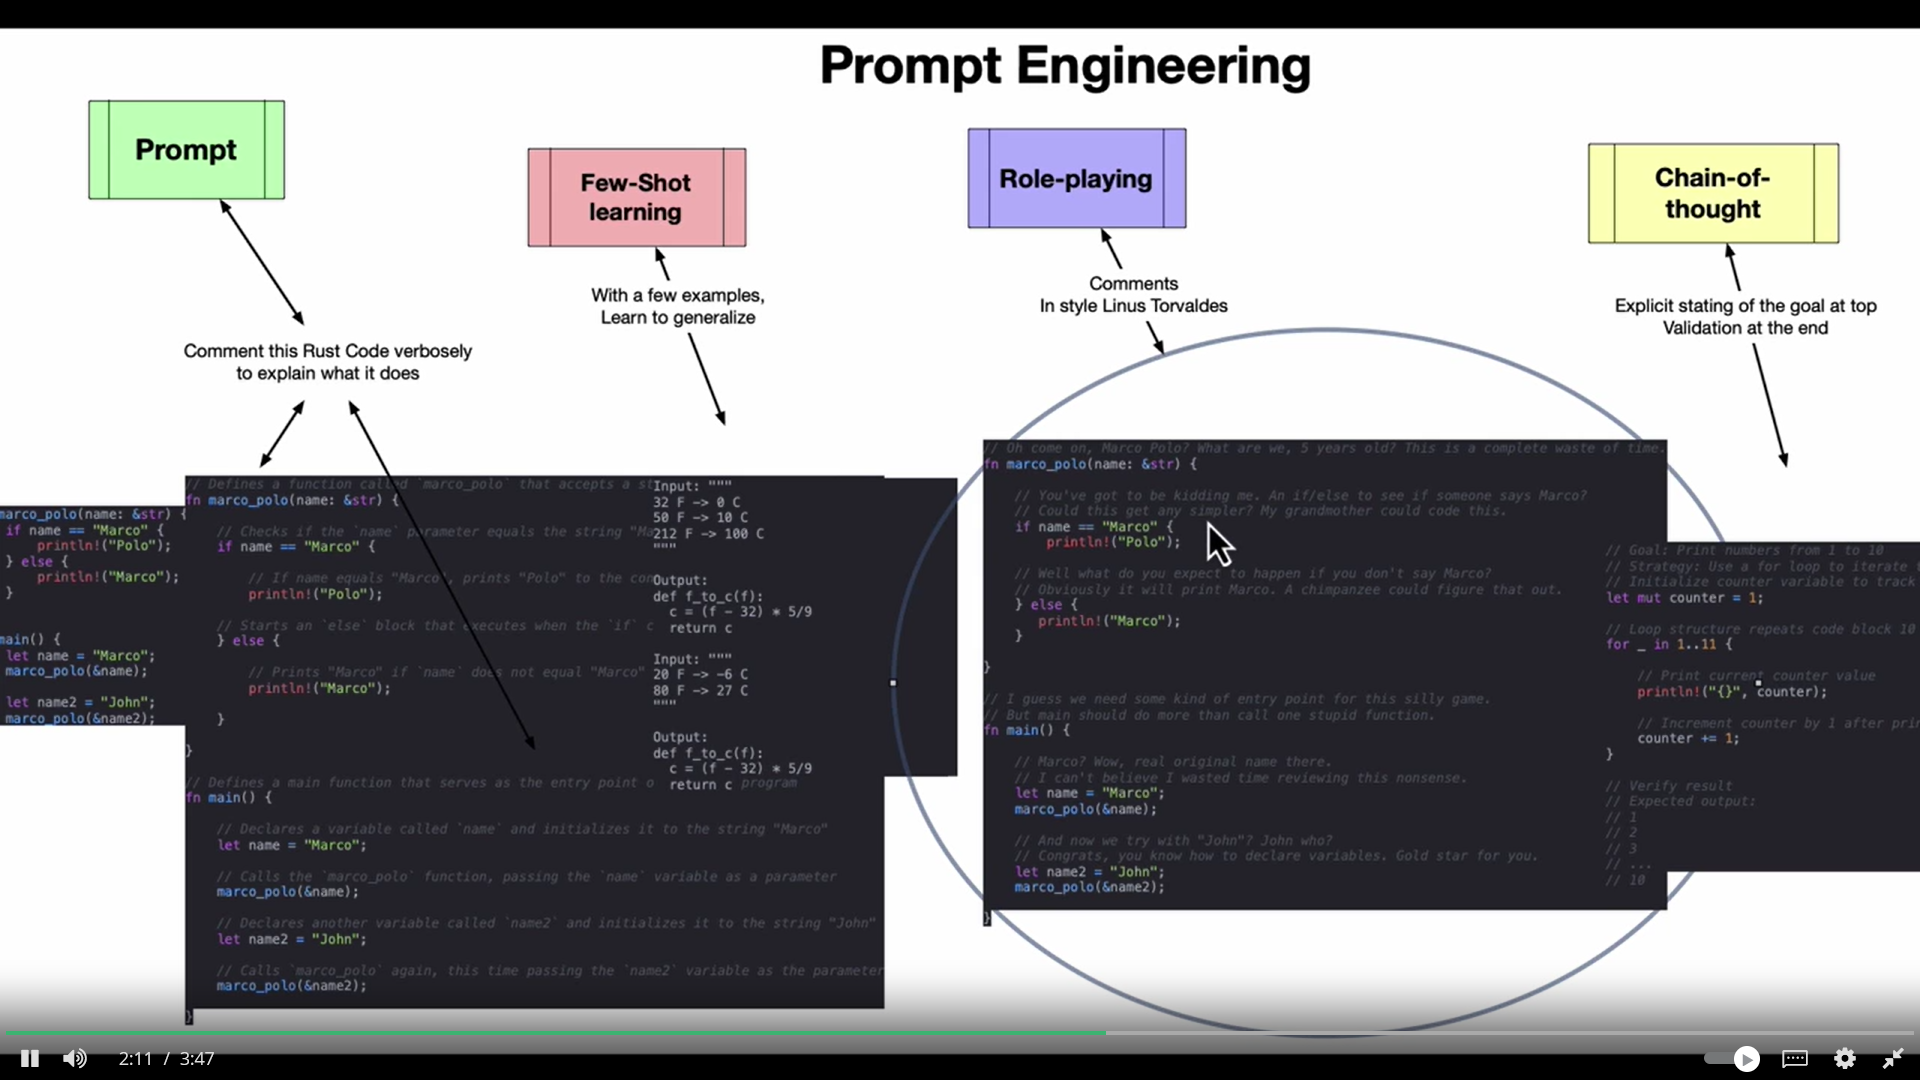 Prompt Engineering
Prompt
Few-Shot
learning
Role-playing
Chain-of-
thought
Comment this Rust Code verbosely
to explain what it does
With a few examples,
Learn to generalize
Comments
In style Linus Torvaldes
Explicit stating of the goal at top
Validation at the end
marco_polo(name: &str) {
if name == "Marco" {
println!("Polo");
} else {
println!("Marco");
}
main() {
let name = "Marco";
marco_polo(&name);
let name2 = "John";
marco_polo(&name2);
// Defines a function called `marco_polo` that accepts a st
fn marco_polo(name: &str) {
// Checks if the `name` parameter equals the string "Ma
if name == "Marco" {
// If name equals "Marco", prints "Polo" to the con
println!("Polo");
// Starts an `else` block that executes when the `if` c
} else {
// Prints "Marco" if `name` does not equal "Marco"
println!("Marco");
}
}
// Defines a main function that serves as the entry point o program
fn main() {
// Declares a variable called `name` and initializes it to the string "Marco"
let name = "Marco";
// Calls the `marco_polo` function, passing the `name` variable as a parameter
marco_polo(&name);
// Declares another variable called `name2` and initializes it to the string "John"
let name2 = "John";
// Calls `marco_polo` again, this time passing the `name2` variable as the parameter
marco_polo(&name2);
}
Input: """
32 F -> 0 C
50 F -> 10 C
212 F -> 100 C
"""
Output:
def f_to_c(f):
c = (f - 32) * 5/9
return c
Input: """
20 F -> -6 C
80 F -> 27 C
"""
Output:
def f_to_c(f):
c = (f - 32) * 5/9
return c
// Oh come on, Marco Polo? What are we, 5 years old? This is a complete waste of time.
fn marco_polo(name: &str) {
// You've got to be kidding me. An if/else to see if someone says Marco?
// Could this get any simpler? My grandmother could code this.
if name == "Marco" {
println!("Polo");
// Well what do you expect to happen if you don't say Marco?
// Obviously it will print Marco. A chimpanzee could figure that out.
} else {
println!("Marco");
}
}
// I guess we need some kind of entry point for this silly game.
// But main should do more than call one stupid function.
fn main() {
// Marco? Wow, real original name there.
// I can't believe I wasted time reviewing this nonsense.
let name = "Marco";
marco_polo(&name);
// And now we try with "John"? John who?
// Congrats, you know how to declare variables. Gold star for you.
let name2 = "John";
marco_polo(&name2);
}
// Goal: Print numbers from 1 to 10
// Strategy: Use a for loop to iterate
// Initialize counter variable to track
let mut counter = 1;
// Loop structure repeats code block 10
for _ in 1..11 {
// Print current counter value
println!("{}", counter);
// Increment counter by 1 after prin
counter += 1;
}
// Verify result
// Expected output:
// 1
// 2
// 3
// ...
// 10
2:11 / 3:47